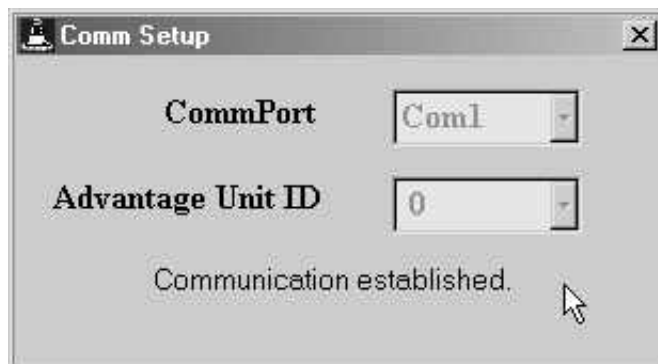 Comm Setup
CommPort Com1
Advantage Unit ID 0
Communication established.